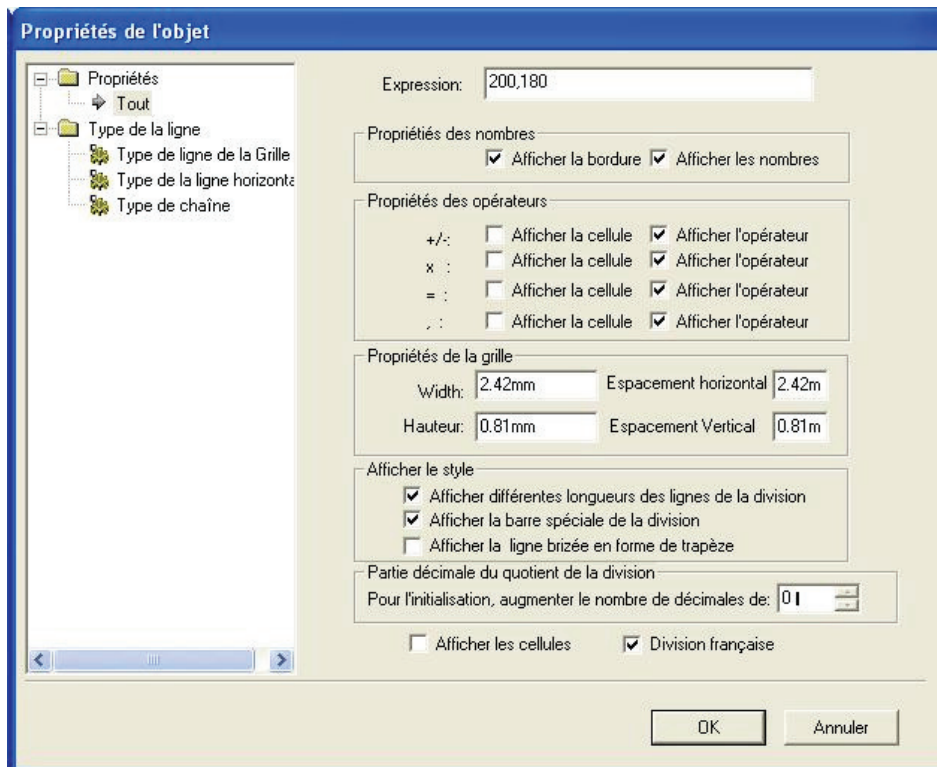 Propriétés de l'objet
Propriétés
Tout
Type de la ligne
Type de ligne de la Grille
Type de la ligne horizonta
Type de chaîne
Expression: 200,180
Propriétiés des nombres
Afficher la bordure Afficher les nombres
Propriétés des opérateurs
+/-: Afficher la cellule Afficher l'opérateur
x : Afficher la cellule Afficher l'opérateur
= : Afficher la cellule Afficher l'opérateur
, : Afficher la cellule Afficher l'opérateur
Propriétés de la grille
Width: 2.42mm Espacement horizontal 2.42m
Hauteur: 0.81mm Espacement Vertical 0.81m
Afficher le style
Afficher différentes longueurs des lignes de la division
Afficher la barre spéciale de la division
Afficher la ligne brizée en forme de trapèze
Partie décimale du quotient de la division
Pour l'initialisation, augmenter le nombre de décimales de: 0
Afficher les cellules Division française
OK Annuler